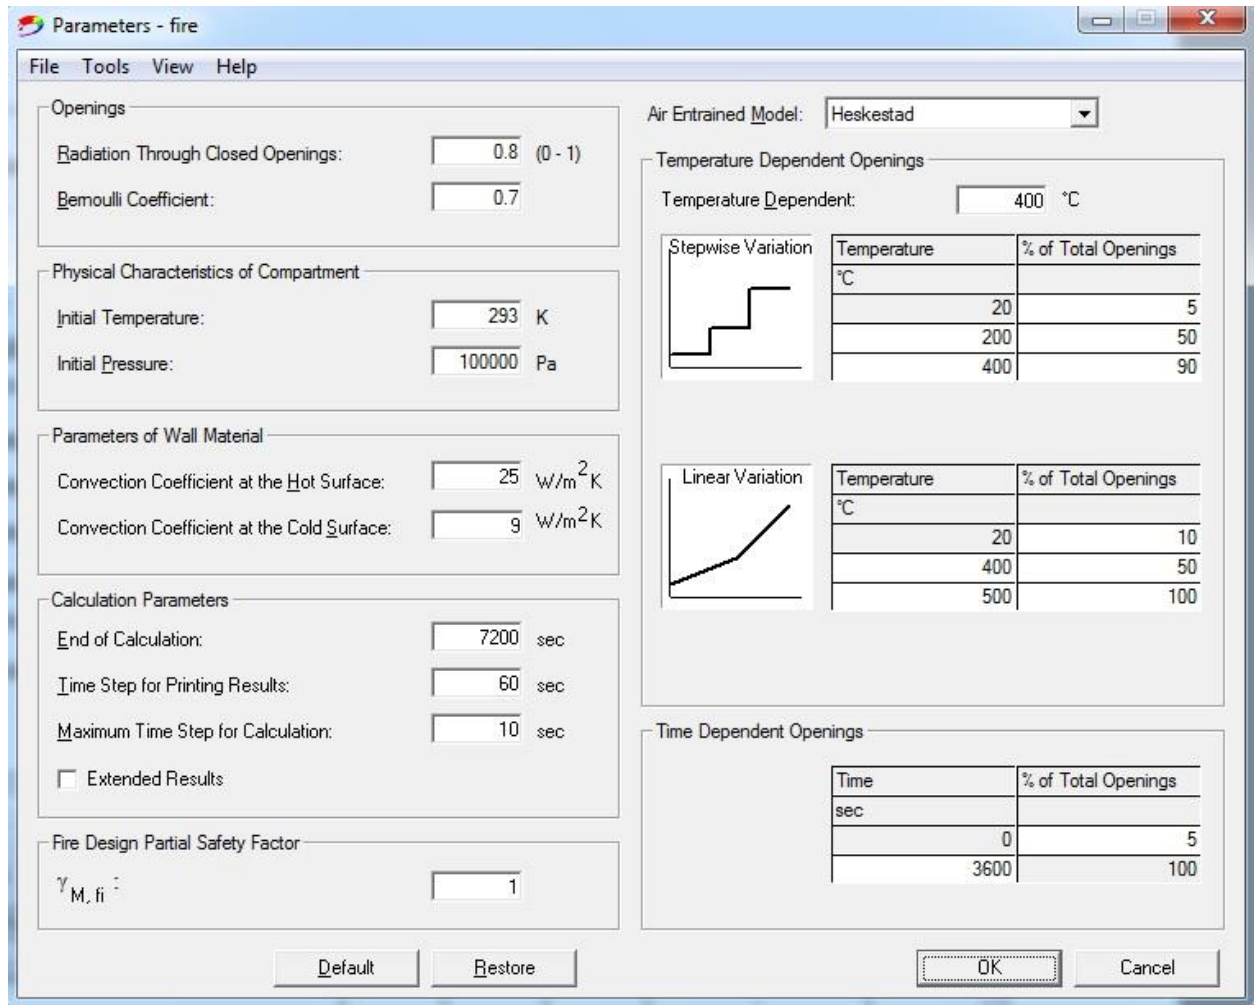 Parameters - fire
File Tools View Help
Openings
Radiation Through Closed Openings: 0.8 (0 - 1)
Bernoulli Coefficient: 0.7
Physical Characteristics of Compartment
Initial Temperature: 293 K
Initial Pressure: 100000 Pa
Parameters of Wall Material
Convection Coefficient at the Hot Surface: 25 W/m²K
Convection Coefficient at the Cold Surface: 9 W/m²K
Calculation Parameters
End of Calculation: 7200 sec
Time Step for Printing Results: 60 sec
Maximum Time Step for Calculation: 10 sec
Extended Results
Fire Design Partial Safety Factor
γ M, fi : 1
Air Entrained Model: Heskestad
Temperature Dependent Openings
Temperature Dependent: 400 °C
Stepwise Variation
Temperature % of Total Openings
°C
20 5
200 50
400 90
Linear Variation
Temperature % of Total Openings
°C
20 10
400 50
500 100
Time Dependent Openings
Time % of Total Openings
sec
0 5
3600 100
Default Restore OK Cancel